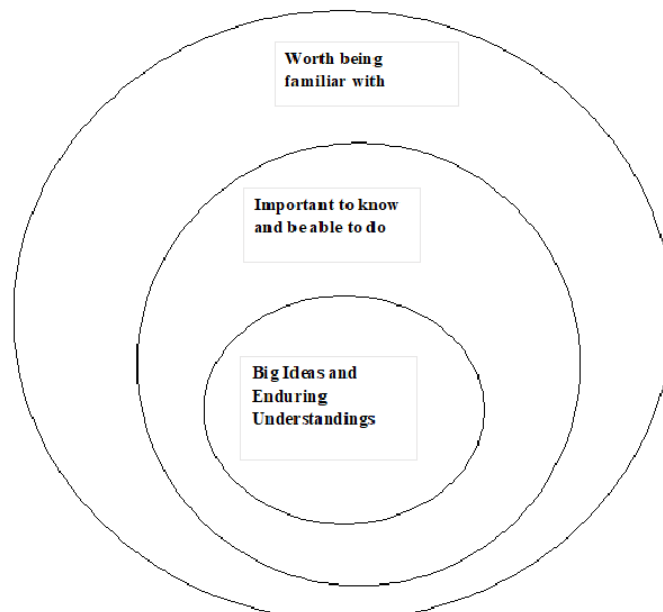 Worth being
familiar with
Important to know
and be able to do
Big Ideas and
Enduring
Understandings